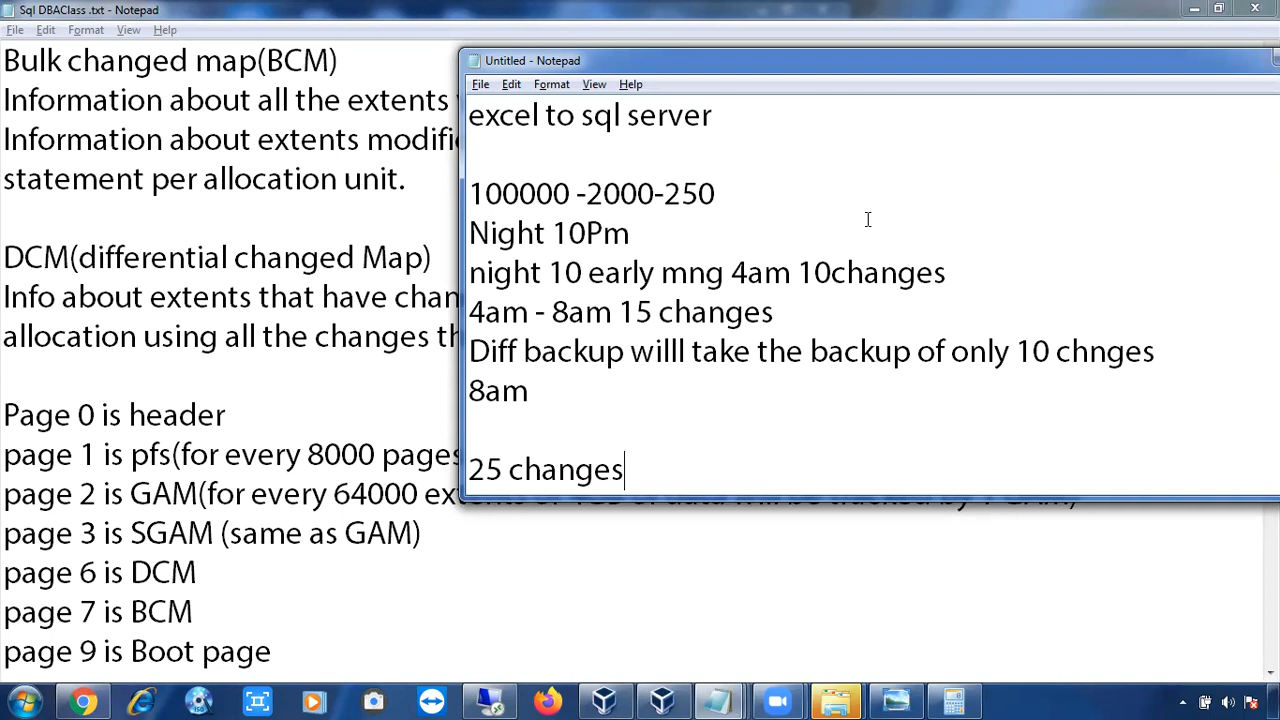 Sql DBAClass .txt - Notepad
File Edit Format View Help
Bulk changed map(BCM)
Information about all the extents
Information about extents modifi
statement per allocation unit.
DCM(differential changed Map)
Info about extents that have chan
allocation using all the changes th
Page 0 is header
page 1 is pfs(for every 8000 pages
page 2 is GAM(for every 64000 ext
page 3 is SGAM (same as GAM)
page 6 is DCM
page 7 is BCM
page 9 is Boot page
Untitled - Notepad
File Edit Format View Help
excel to sql server
100000 -2000-250
Night 10Pm
night 10 early mng 4am 10changes
4am - 8am 15 changes
Diff backup willl take the backup of only 10 chnges
8am
25 changes